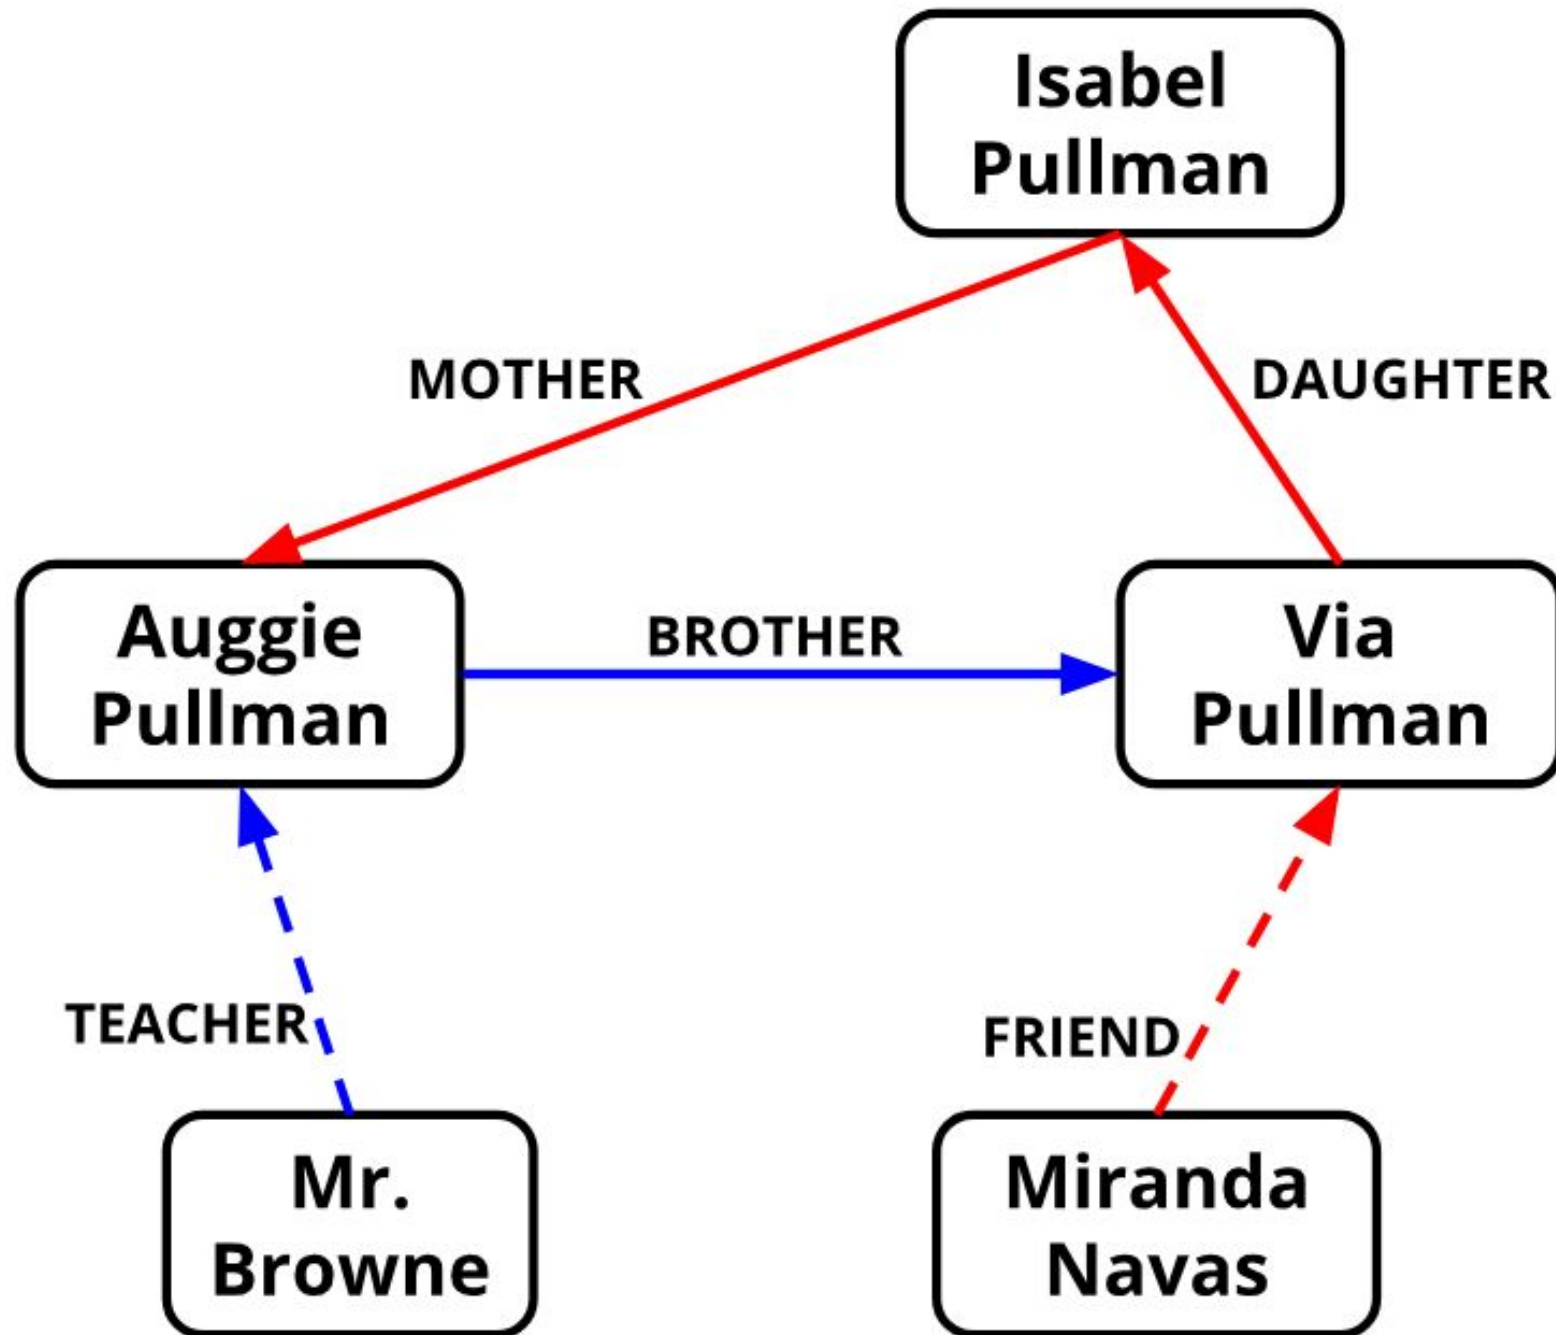 Isabel
Pullman
MOTHER
DAUGHTER
Auggie
Pullman
BROTHER
Via
Pullman
TEACHER
FRIEND
Mr.
Browne
Miranda
Navas